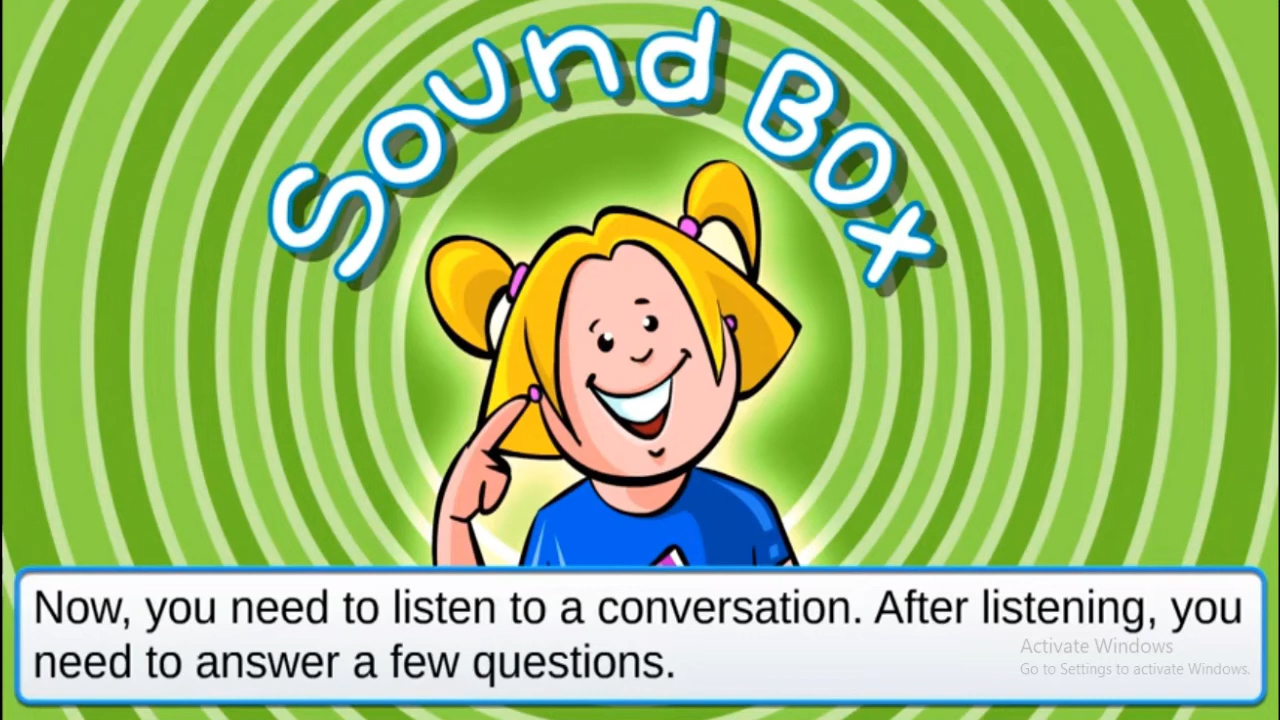 Sound Box
Now, you need to listen to a conversation. After listening, you
need to answer a few questions.
Activate Windows
Go to Settings to activate Windows.